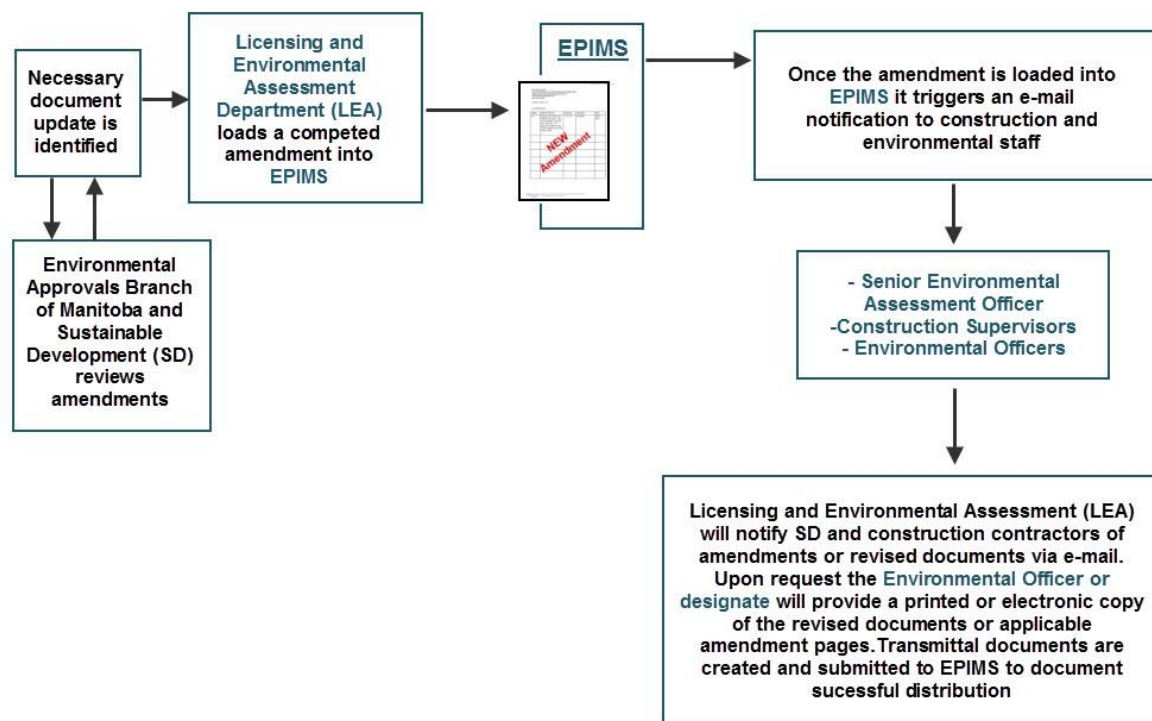 Necessary
document
update is
identified
Licensing and
Environmental
Assessment
Department (LEA)
loads a competed
amendment into
EPIMS
EPIMS
NEW
Amendment
Once the amendment is loaded into
EPIMS it triggers an e-mail
notification to construction and
environmental staff
Environmental
Approvals Branch
of Manitoba and
Sustainable
Development (SD)
reviews
amendments
- Senior Environmental
Assessment Officer
-Construction Supervisors
- Environmental Officers
Licensing and Environmental Assessment (LEA)
will notify SD and construction contractors of
amendments or revised documents via e-mail.
Upon request the Environmental Officer or
designate will provide a printed or electronic copy
of the revised documents or applicable
amendment pages.Transmittal documents are
created and submitted to EPIMS to document
sucessful distribution